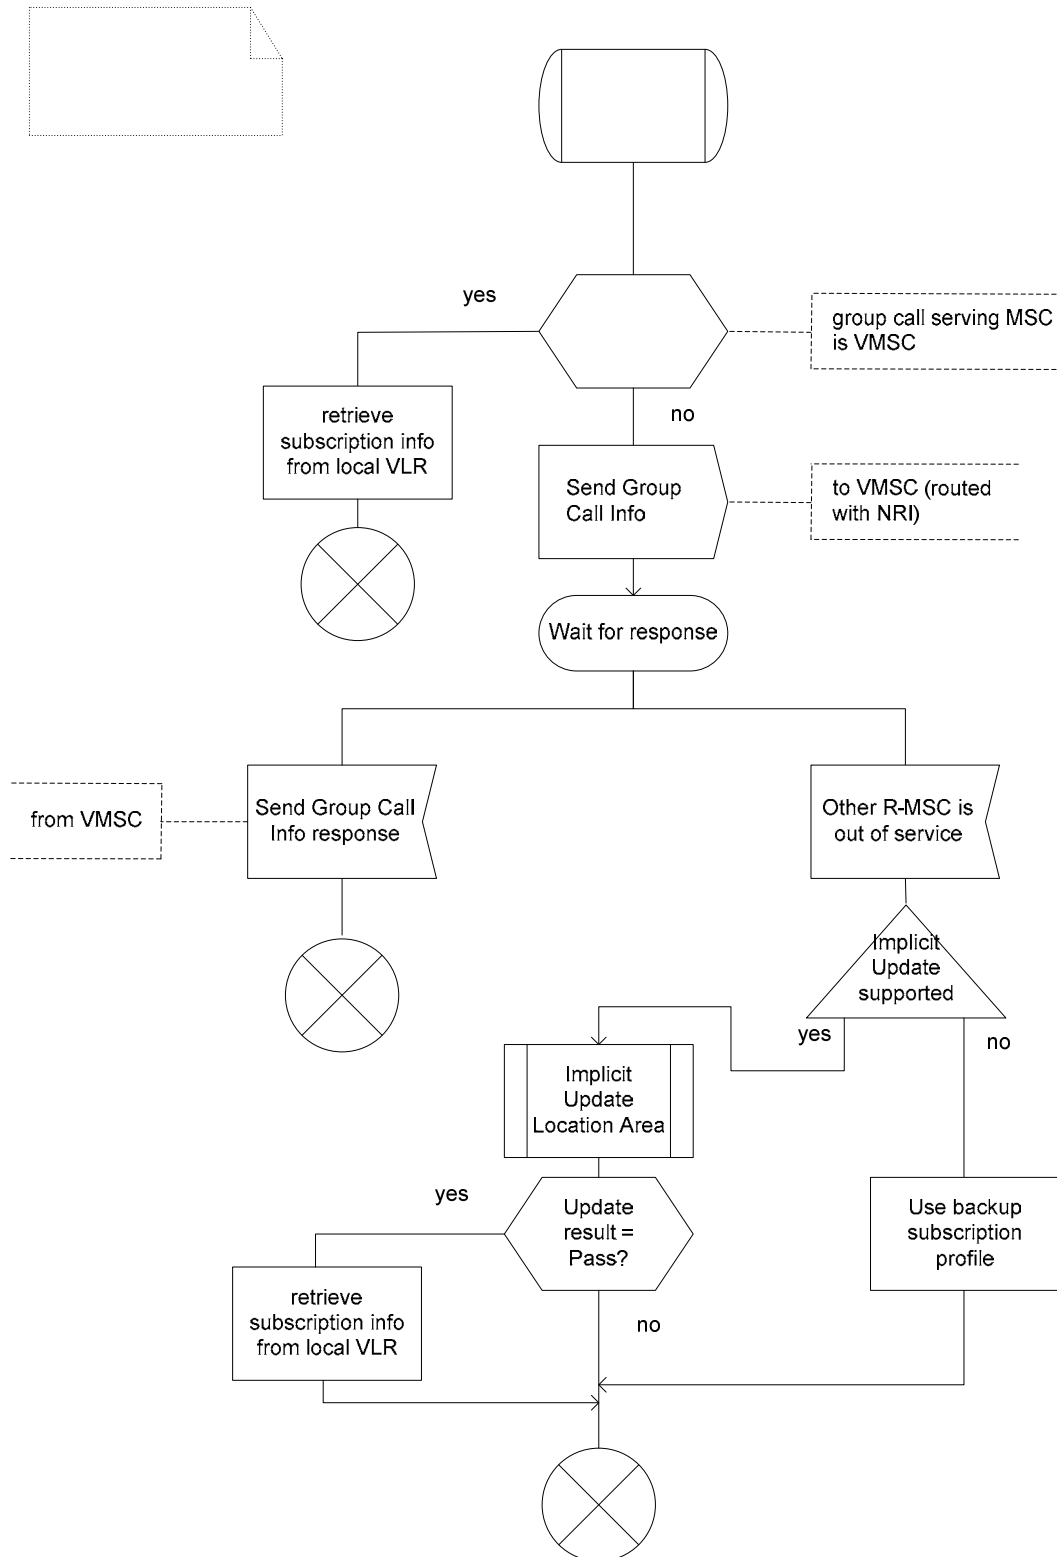 yes
group call serving MSC
is VMSC
retrieve
subscription info
from local VLR
no
Send Group
Call Info
to VMSC (routed
with NRI)
Wait for response
from VMSC
Send Group Call
Info response
Other R-MSC is
out of service
Implicit
Update
supported
yes
no
Implicit
Update
Location Area
yes
Update
result =
Pass?
Use backup
subscription
profile
retrieve
subscription info
from local VLR
no